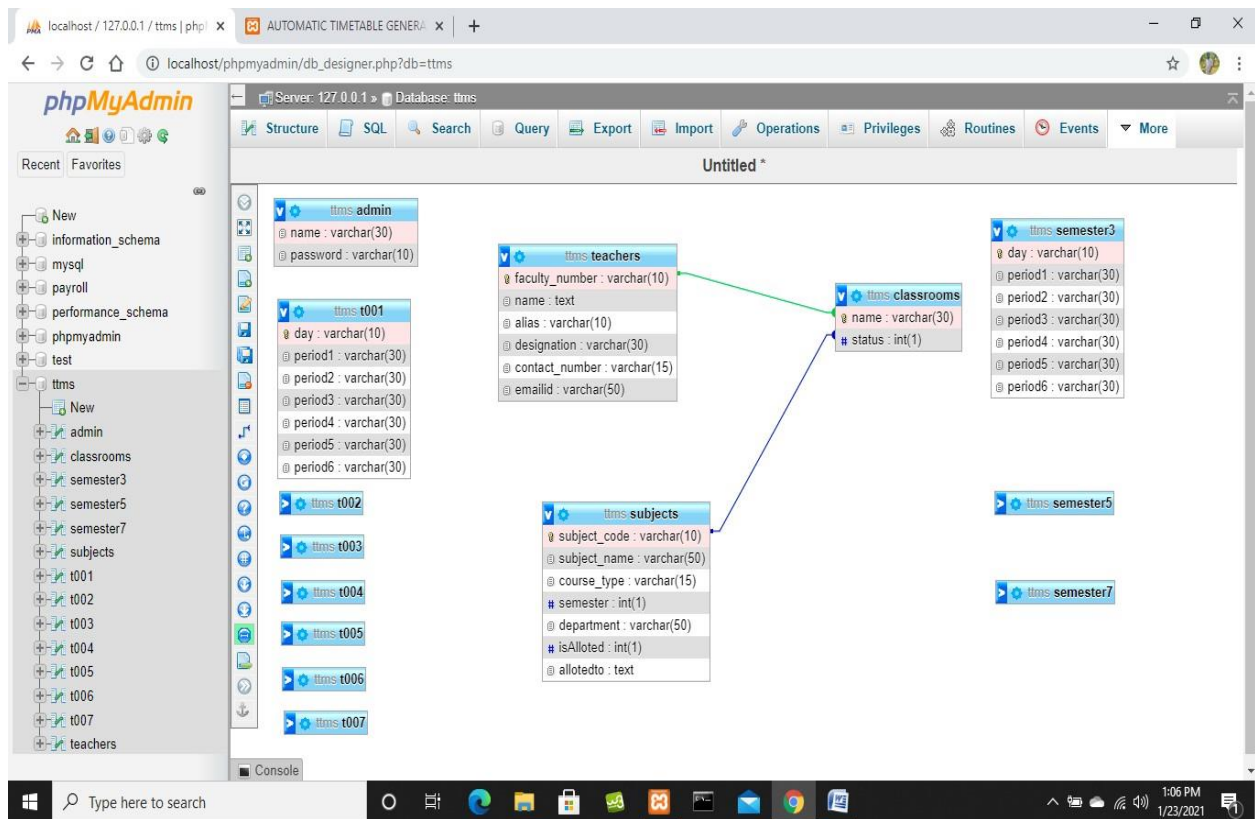 localhost / 127.0.0.1 / ttms | php
AUTOMATIC TIMETABLE GENERA
localhost/phpmyadmin/db_designer.php?db=ttms
phpMyAdmin
Recent Favorites
New
information_schema
mysql
payroll
performance_schema
phpmyadmin
test
ttms
New
admin
classrooms
semester3
semester5
semester7
subjects
t001
t002
t003
t004
t005
t006
t007
teachers
Server: 127.0.0.1 » Database: ttms
Structure SQL Search Query Export Import Operations Privileges Routines Events More
Untitled *
ttms admin
name : varchar(30)
password : varchar(10)
ttms t001
day : varchar(10)
period1 : varchar(30)
period2 : varchar(30)
period3 : varchar(30)
period4 : varchar(30)
period5 : varchar(30)
period6 : varchar(30)
ttms t002
ttms t003
ttms t004
ttms t005
ttms t006
ttms t007
ttms teachers
faculty_number : varchar(10)
name : text
alias : varchar(10)
designation : varchar(30)
contact_number : varchar(15)
emailid : varchar(50)
ttms subjects
subject_code : varchar(10)
subject_name : varchar(50)
course_type : varchar(15)
# semester : int(1)
department : varchar(50)
# isAlloted : int(1)
allotedto : text
ttms classrooms
name : varchar(30)
# status : int(1)
ttms semester3
day : varchar(10)
period1 : varchar(30)
period2 : varchar(30)
period3 : varchar(30)
period4 : varchar(30)
period5 : varchar(30)
period6 : varchar(30)
ttms semester5
ttms semester7
Console
Type here to search
1:06 PM
1/23/2021